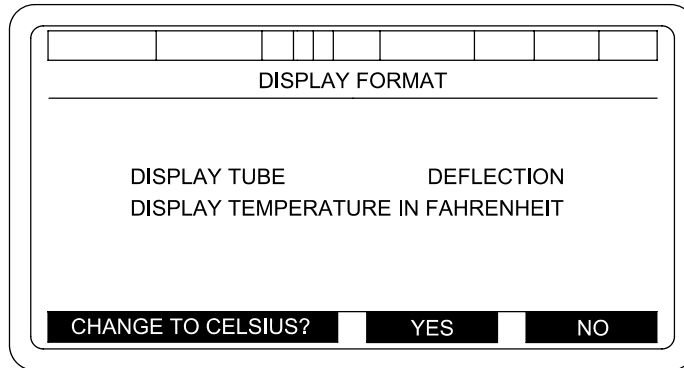 DISPLAY FORMAT
DISPLAY TUBE DEFLECTION
DISPLAY TEMPERATURE IN FAHRENHEIT
CHANGE TO CELSIUS? YES NO